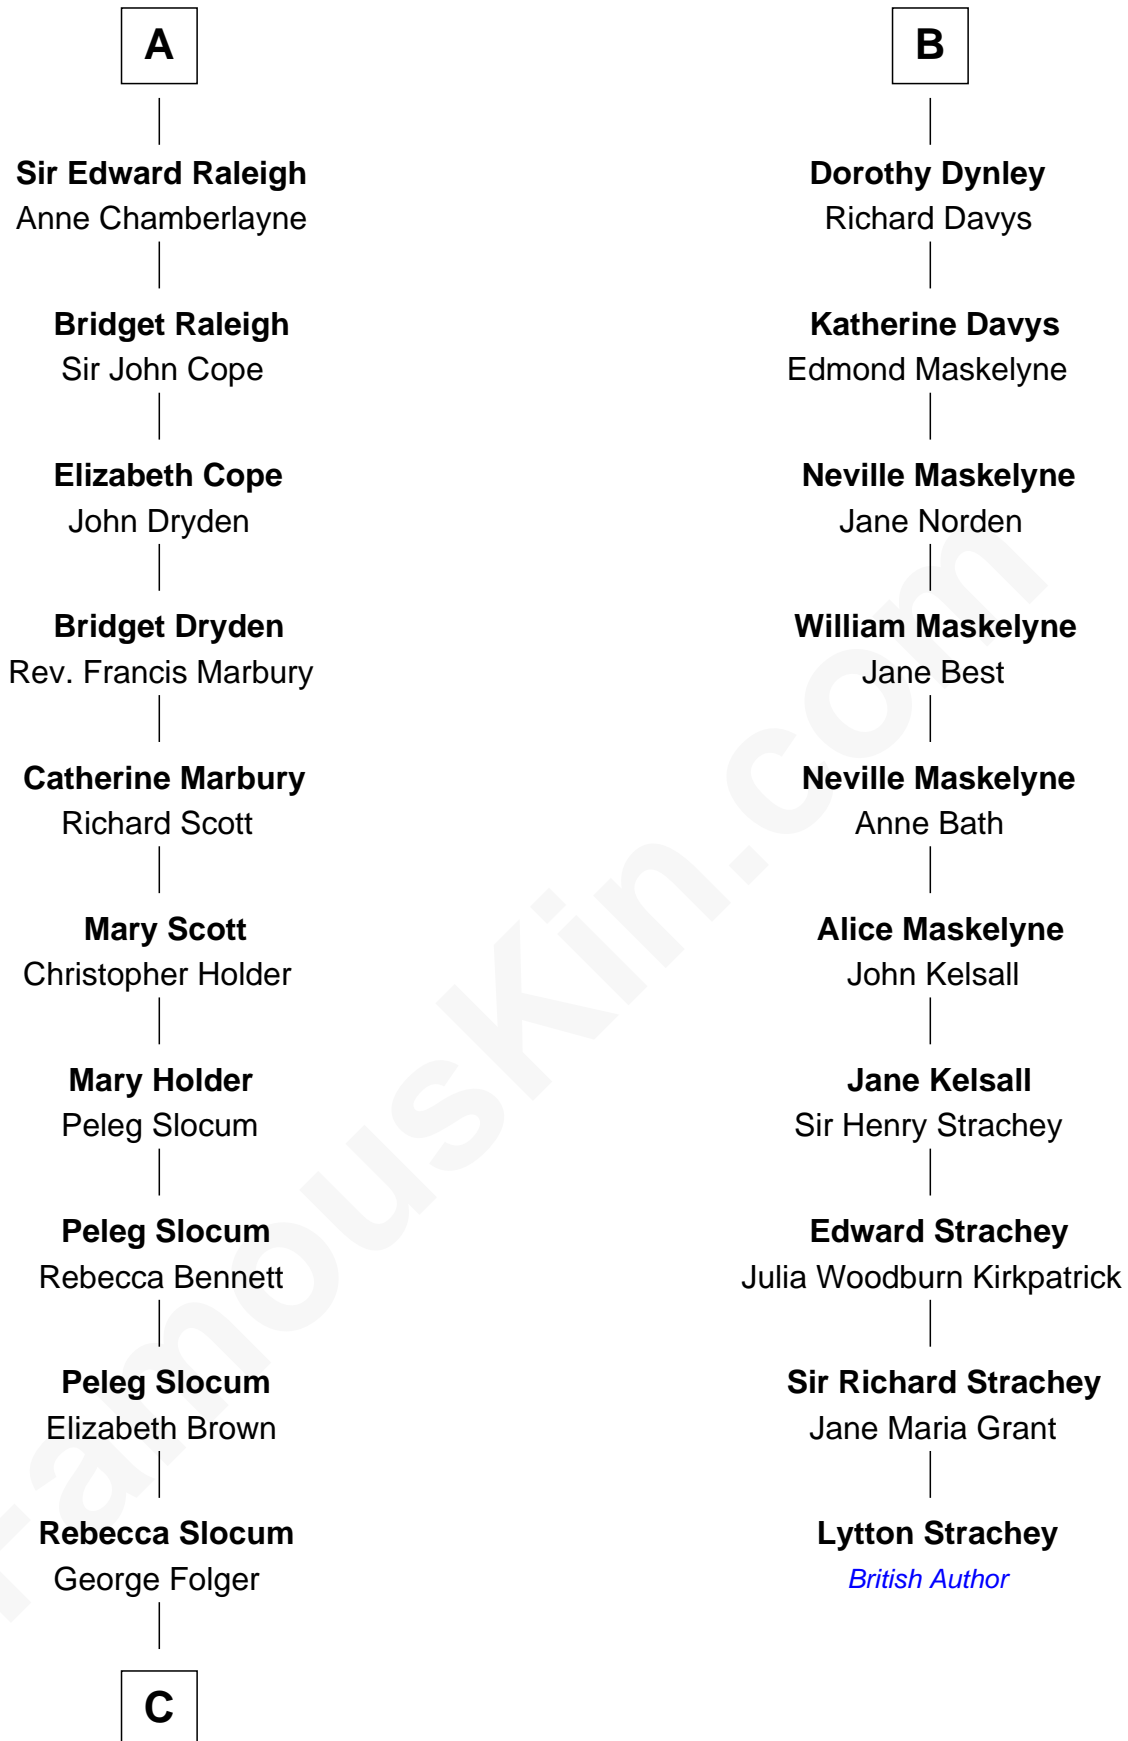 A
Sir Edward Raleigh
Anne Chamberlayne
Bridget Raleigh
Sir John Cope
Elizabeth Cope
John Dryden
Bridget Dryden
Rev. Francis Marbury
Catherine Marbury
Richard Scott
Mary Scott
Christopher Holder
Mary Holder
Peleg Slocum
Peleg Slocum
Rebecca Bennett
Peleg Slocum
Elizabeth Brown
Rebecca Slocum
George Folger
C
B
Dorothy Dynley
Richard Davys
Katherine Davys
Edmond Maskelyne
Neville Maskelyne
Jane Norden
William Maskelyne
Jane Best
Neville Maskelyne
Anne Bath
Alice Maskelyne
John Kelsall
Jane Kelsall
Sir Henry Strachey
Edward Strachey
Julia Woodburn Kirkpatrick
Sir Richard Strachey
Jane Maria Grant
Lytton Strachey
British Author
FamousKin.com